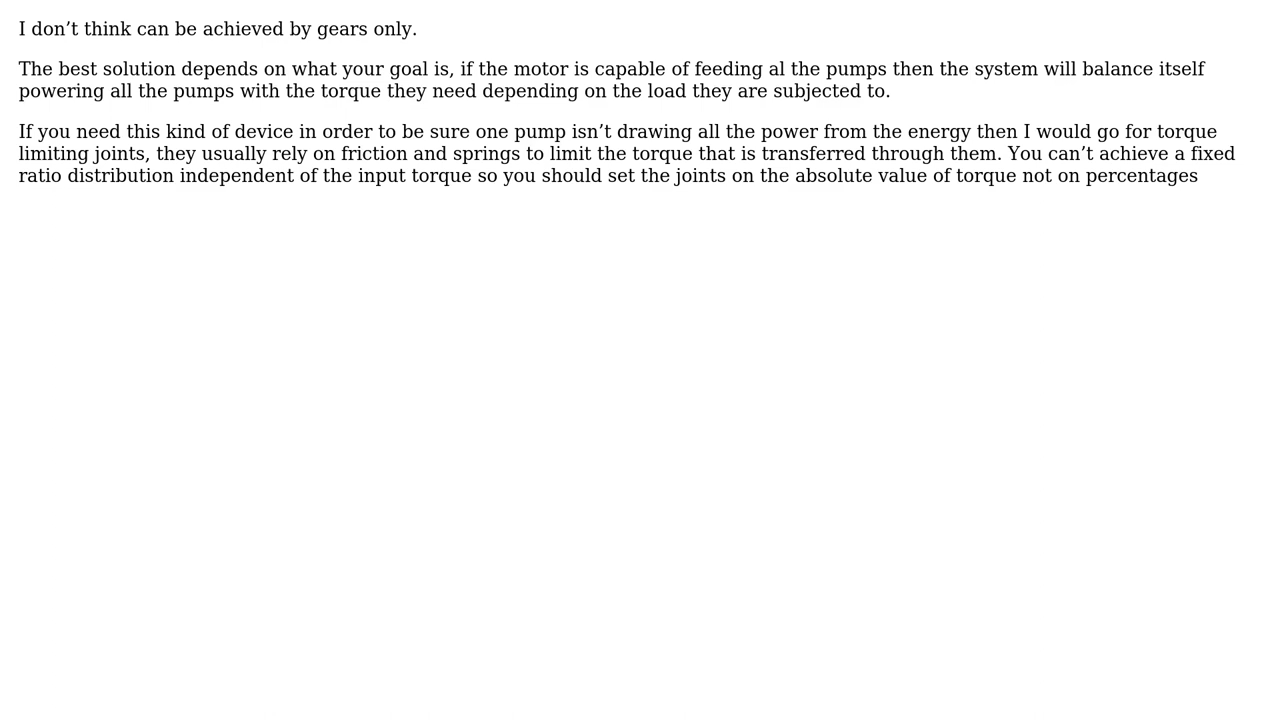 I don’t think can be achieved by gears only.
The best solution depends on what your goal is, if the motor is capable of feeding al the pumps then the system will balance itself
powering all the pumps with the torque they need depending on the load they are subjected to.
If you need this kind of device in order to be sure one pump isn’t drawing all the power from the energy then I would go for torque
limiting joints, they usually rely on friction and springs to limit the torque that is transferred through them. You can’t achieve a fixed
ratio distribution independent of the input torque so you should set the joints on the absolute value of torque not on percentages